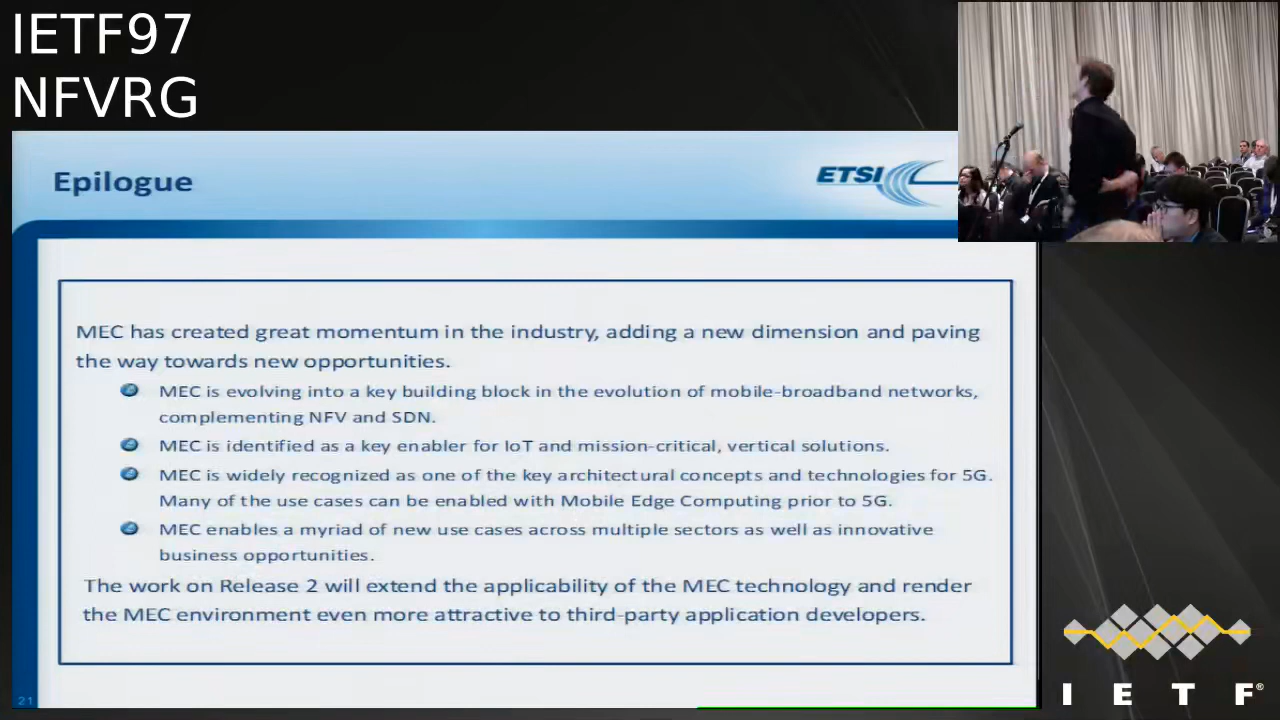 IETF97
NFVRG
Epilogue
ETSI
MEC has created great momentum in the industry, adding a new dimension and paving
the way towards new opportunities.
MEC is evolving into a key building block in the evolution of mobile-broadband networks,
complementing NFV and SDN.
MEC is identified as a key enabler for IoT and mission-critical, vertical solutions.
MEC is widely recognized as one of the key architectural concepts and technologies for 5G.
Many of the use cases can be enabled with Mobile Edge Computing prior to 5G.
MEC enables a myriad of new use cases across multiple sectors as well as innovative
business opportunities.
The work on Release 2 will extend the applicability of the MEC technology and render
the MEC environment even more attractive to third-party application developers.
21
I E T F®